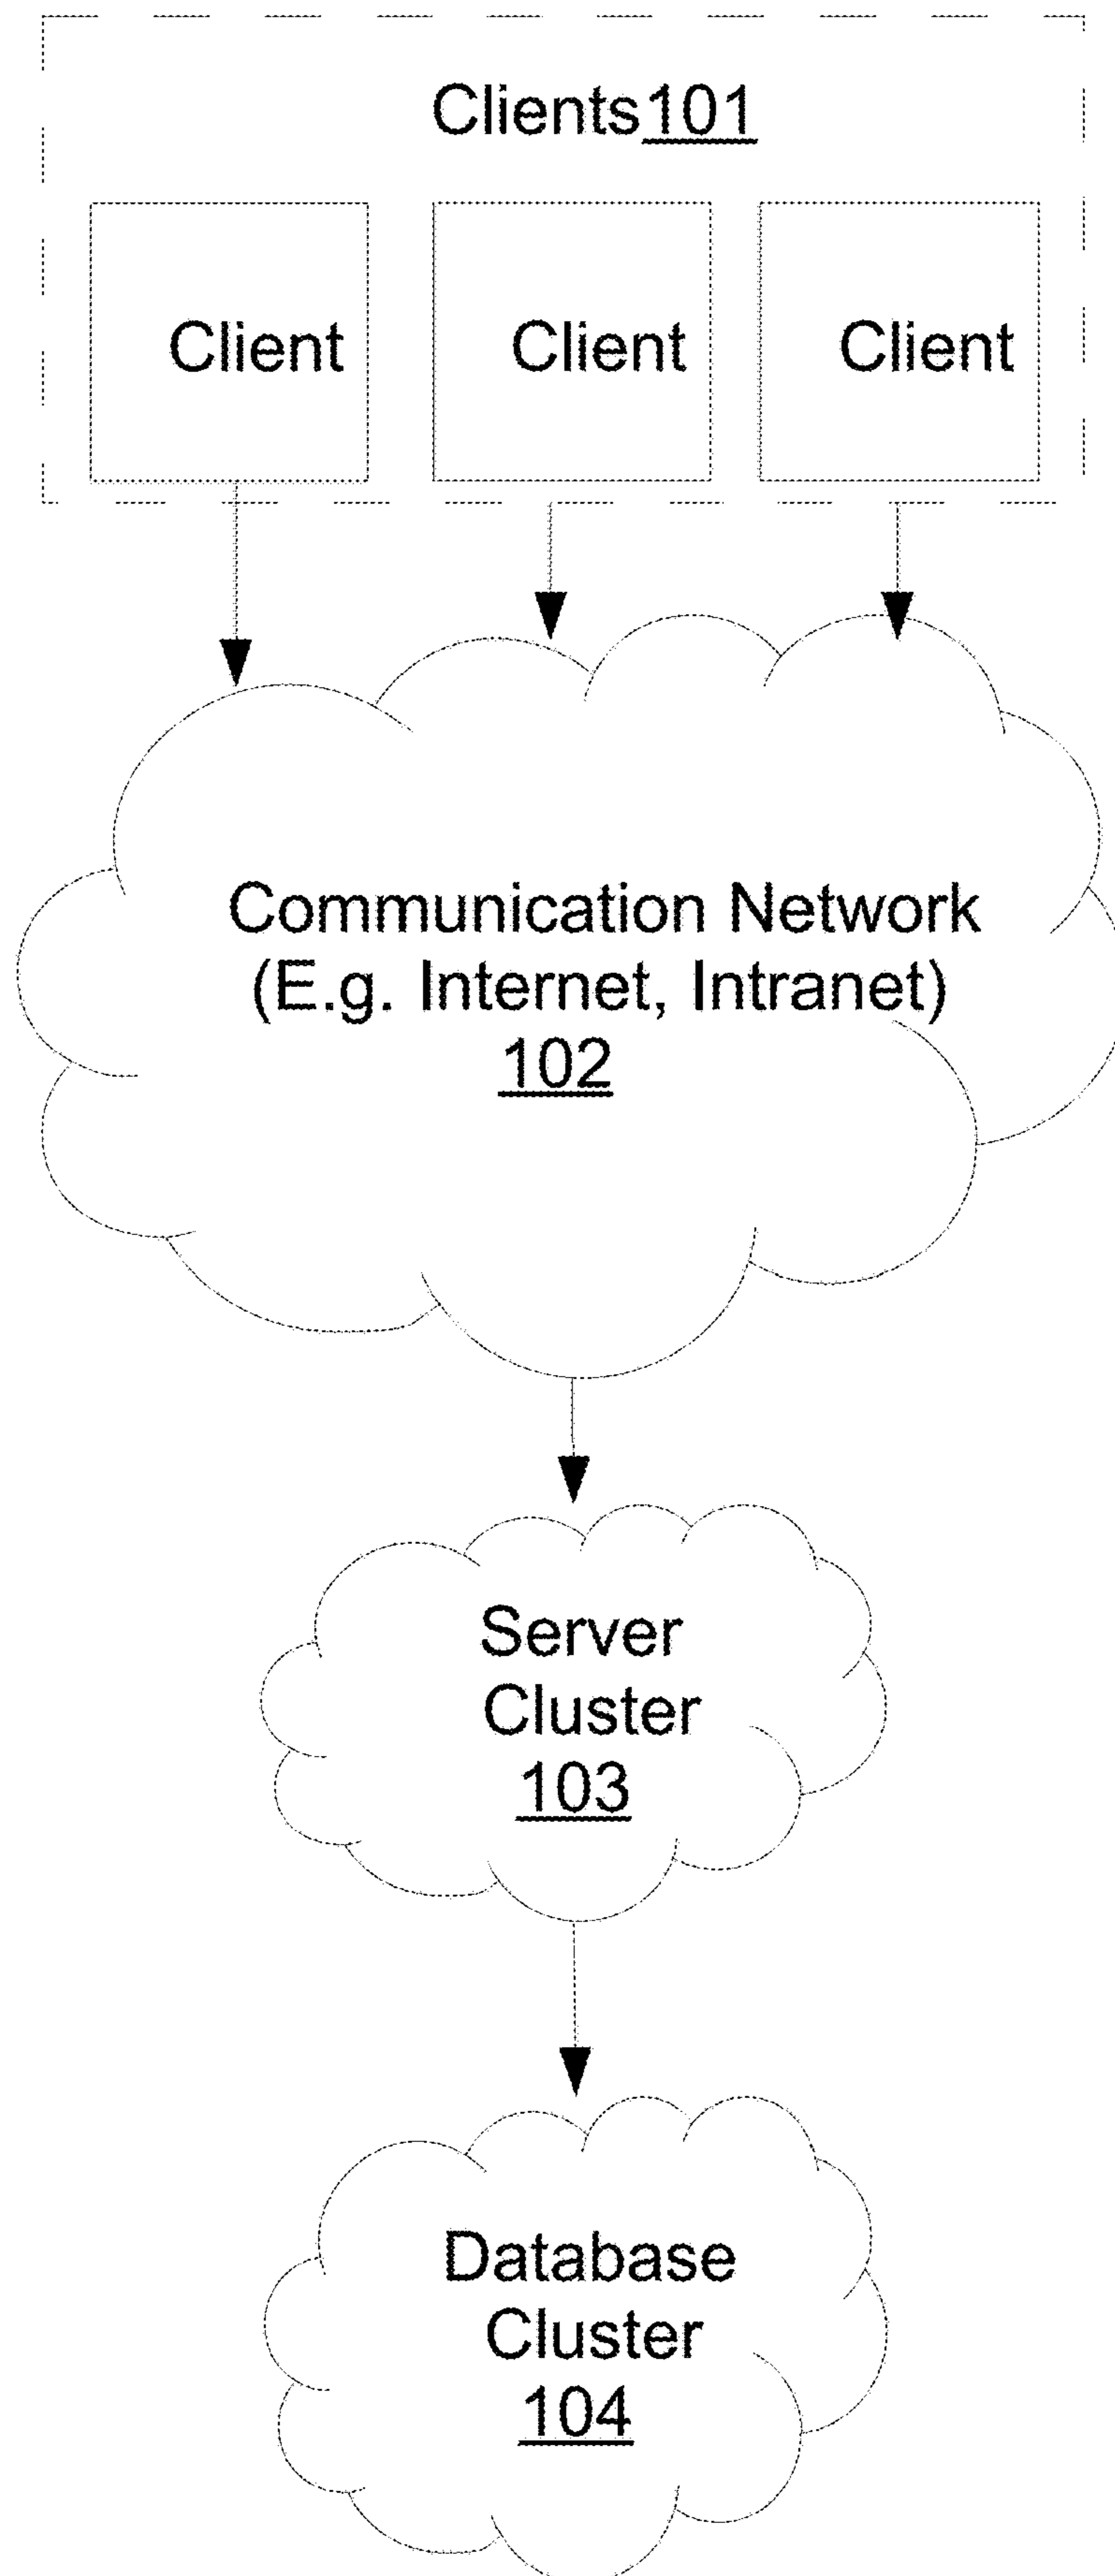 Clients101
Client Client Client
Communication Network
(E.g. Internet, Intranet)
102
Server
Cluster
103
Database
Cluster
104